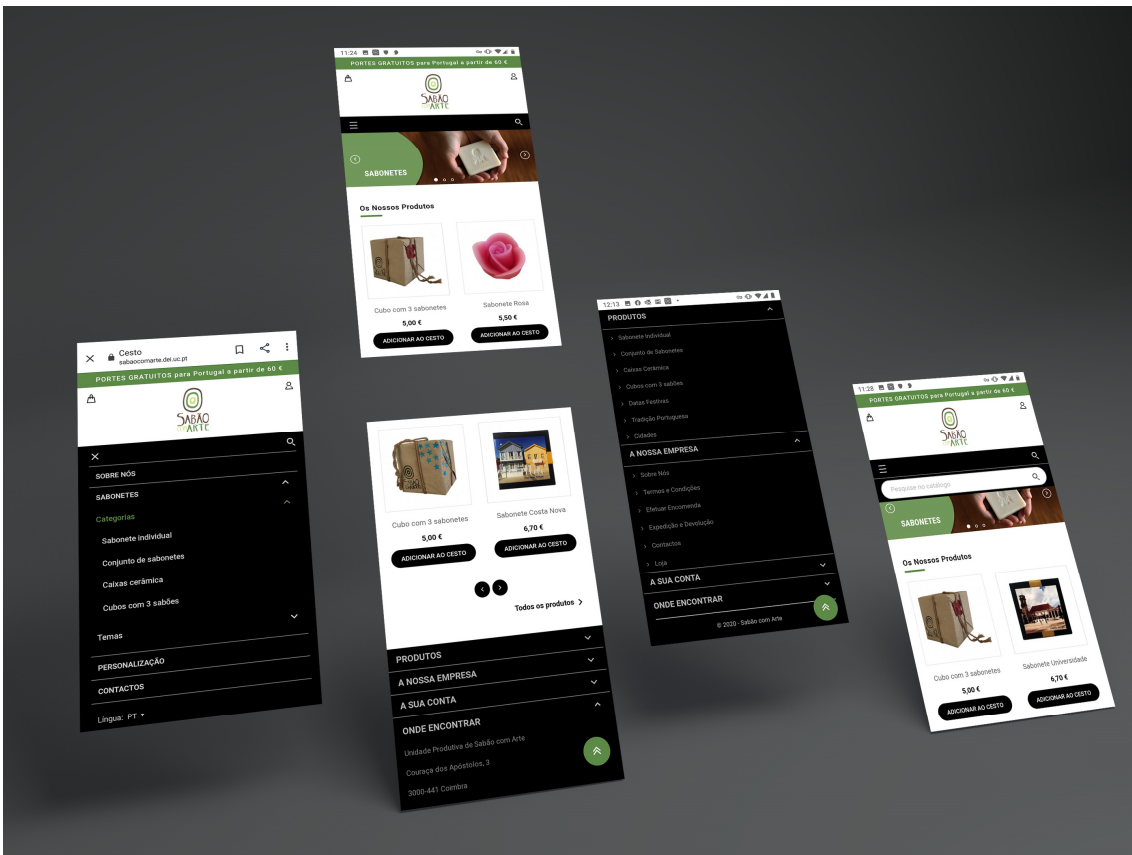 11:24
PORTES GRATUITOS para Portugal a partir de 60 €
SABÃO
COM ARTE
SABONETES
Os Nossos Produtos
Cubo com 3 sabonetes
5,00 €
ADICIONAR AO CESTO
Sabonete Rosa
5,50 €
ADICIONAR AO CESTO
Cesto
sabaocomarte.dei.uc.pt
PORTES GRATUITOS para Portugal a partir de 60 €
SABÃO
COM ARTE
SOBRE NÓS
SABONETES
Categorias
Sabonete individual
Conjunto de sabonetes
Caixas cerâmica
Cubos com 3 sabões
Temas
PERSONALIZAÇÃO
CONTACTOS
Língua: PT
Cubo com 3 sabonetes
5,00 €
ADICIONAR AO CESTO
Sabonete Costa Nova
6,70 €
ADICIONAR AO CESTO
Todos os produtos
PRODUTOS
A NOSSA EMPRESA
A SUA CONTA
ONDE ENCONTRAR
Unidade Produtiva de Sabão com Arte
Couraça dos Apóstolos, 3
3000-441 Coimbra
12:13
PRODUTOS
Sabonete Individual
Conjunto de Sabonetes
Caixas Cerâmica
Cubos com 3 sabões
Datas Festivas
Tradição Portuguesa
Cidades
A NOSSA EMPRESA
Sobre Nós
Termos e Condições
Efetuar Encomenda
Expedição e Devolução
Contactos
Loja
A SUA CONTA
ONDE ENCONTRAR
© 2020 - Sabão com Arte
11:28
PORTES GRATUITOS para Portugal a partir de 60 €
SABÃO
COM ARTE
Pesquise no catálogo
SABONETES
Os Nossos Produtos
Cubo com 3 sabonetes
5,00 €
ADICIONAR AO CESTO
Sabonete Universidade
6,70 €
ADICIONAR AO CESTO